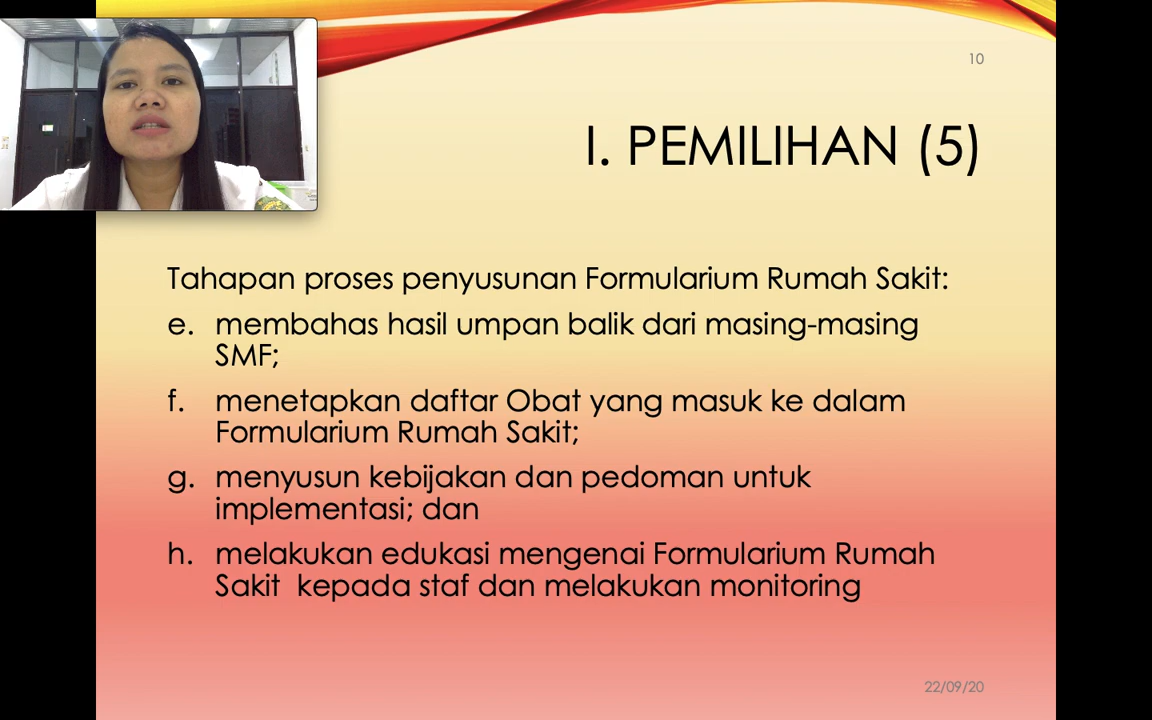 10
I. PEMILIHAN (5)
Tahapan proses penyusunan Formularium Rumah Sakit:
e. membahas hasil umpan balik dari masing-masing
SMF;
f. menetapkan daftar Obat yang masuk ke dalam
Formularium Rumah Sakit;
g. menyusun kebijakan dan pedoman untuk
implementasi; dan
h. melakukan edukasi mengenai Formularium Rumah
Sakit  kepada staf dan melakukan monitoring
22/09/20